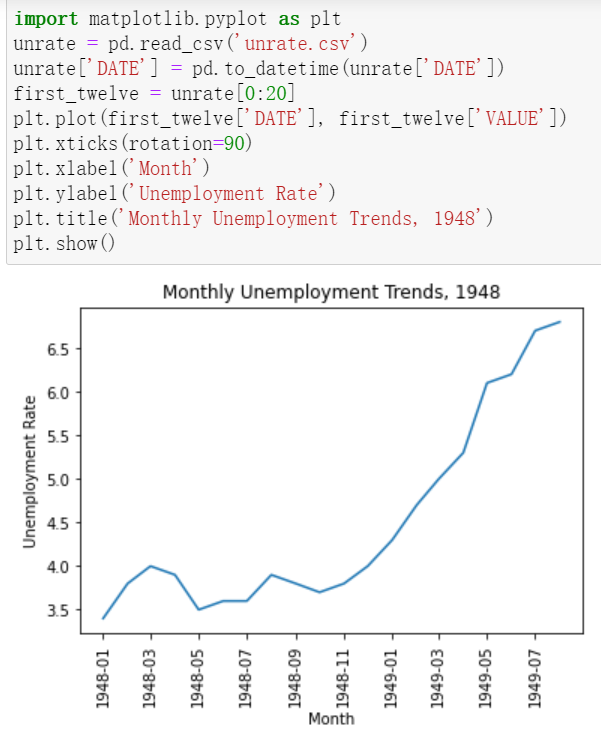 import matplotlib.pyplot as plt
unrate = pd.read_csv('unrate.csv')
unrate['DATE'] = pd.to_datetime(unrate['DATE'])
first_twelve = unrate[0:20]
plt.plot(first_twelve['DATE'], first_twelve['VALUE'])
plt.xticks(rotation=90)
plt.xlabel('Month')
plt.ylabel('Unemployment Rate')
plt.title('Monthly Unemployment Trends, 1948')
plt.show()
Monthly Unemployment Trends, 1948
Unemployment Rate
6.5
6.0
5.5
5.0
4.5
4.0
3.5
1948-01
1948-03
1948-05
1948-07
1948-09
1948-11
1949-01
1949-03
1949-05
1949-07
Month